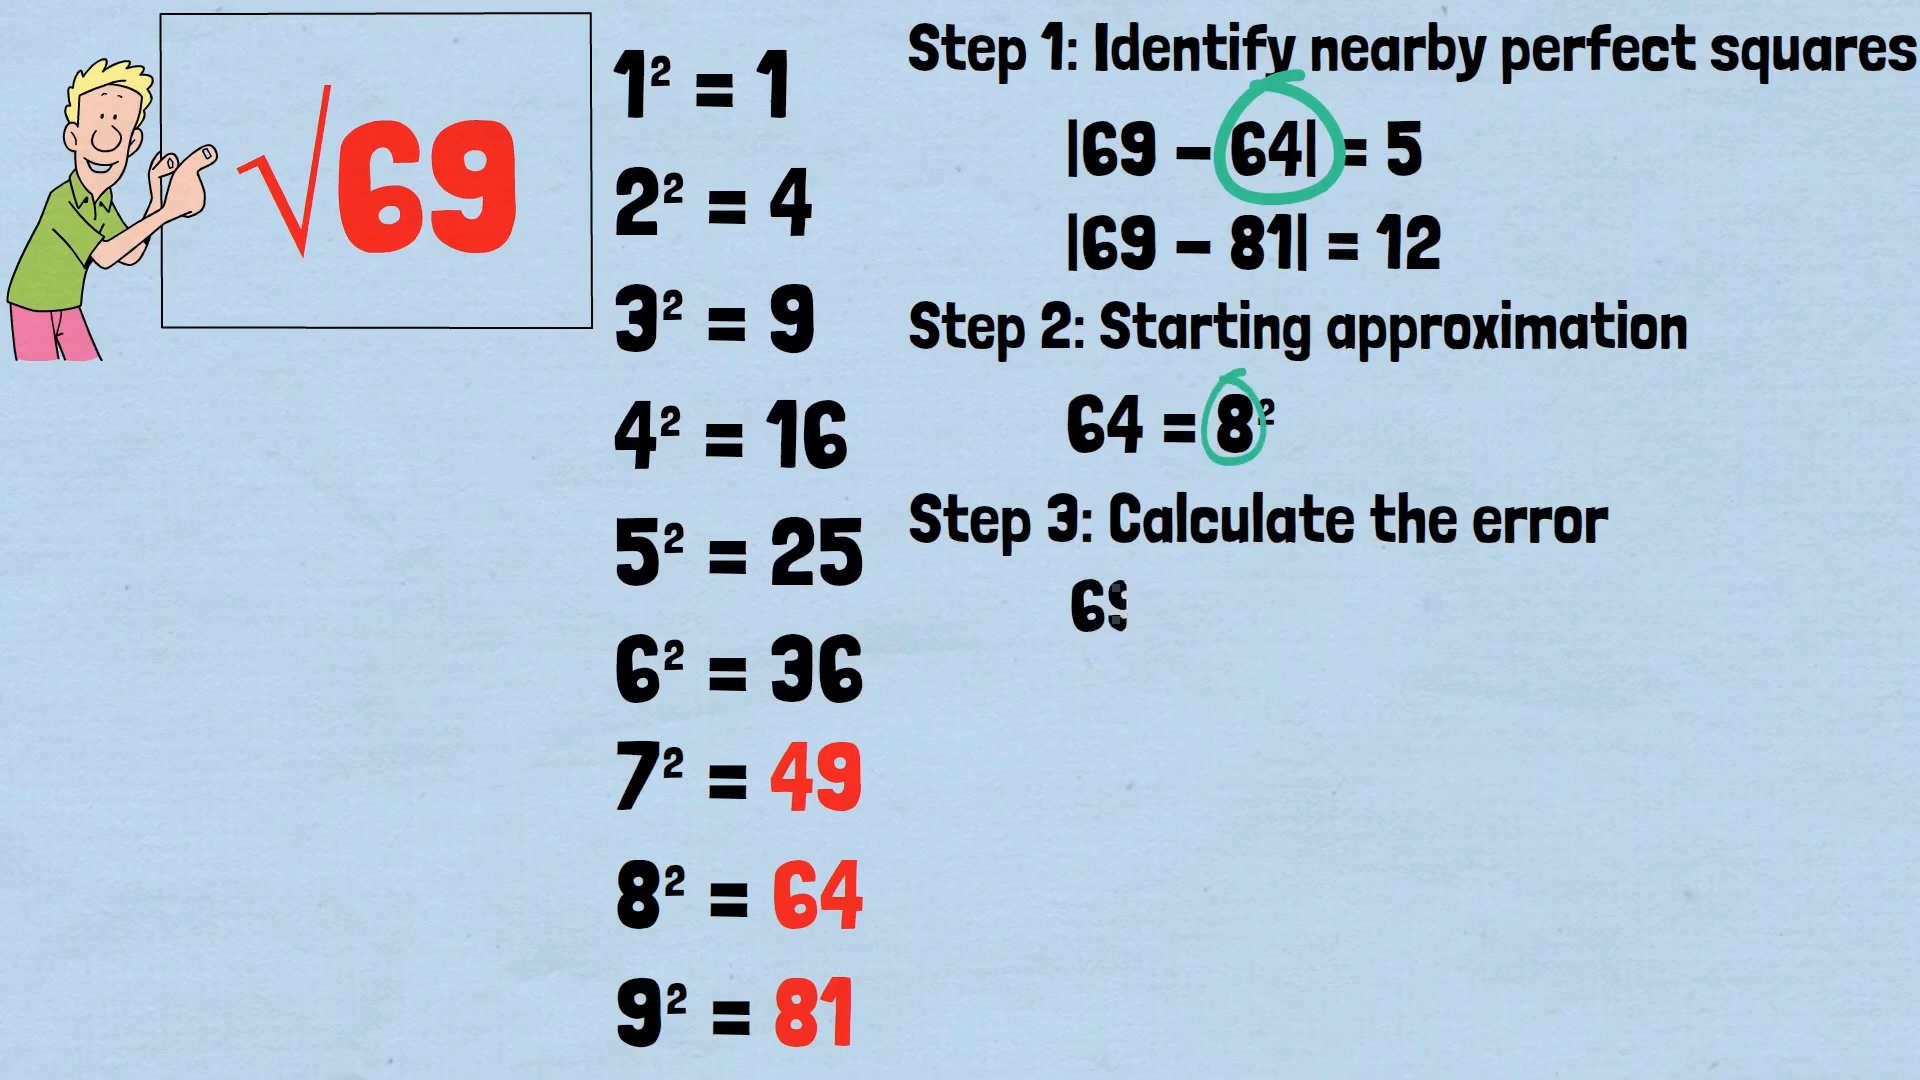 √69
1² = 1
2² = 4
3² = 9
4² = 16
5² = 25
6² = 36
7² = 49
8² = 64
9² = 81
Step 1: Identify nearby perfect squares
|69 – 64| = 5
|69 – 81| = 12
Step 2: Starting approximation
64 = 8²
Step 3: Calculate the error
69